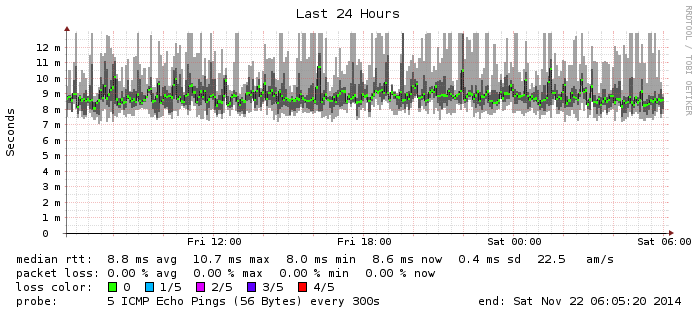 Last 24 Hours
RRDTOOL / TOBI OETIKER
Seconds
12 m
11 m
10 m
9 m
8 m
7 m
6 m
5 m
4 m
3 m
2 m
1 m
0
Fri 12:00 Fri 18:00 Sat 00:00 Sat 06:00
median rtt: 8.8 ms avg 10.7 ms max 8.0 ms min 8.6 ms now 0.4 ms sd 22.5 am/s
packet loss: 0.00 % avg 0.00 % max 0.00 % min 0.00 % now
loss color: 0 1/5 2/5 3/5 4/5
probe: 5 ICMP Echo Pings (56 Bytes) every 300s end: Sat Nov 22 06:05:20 2014